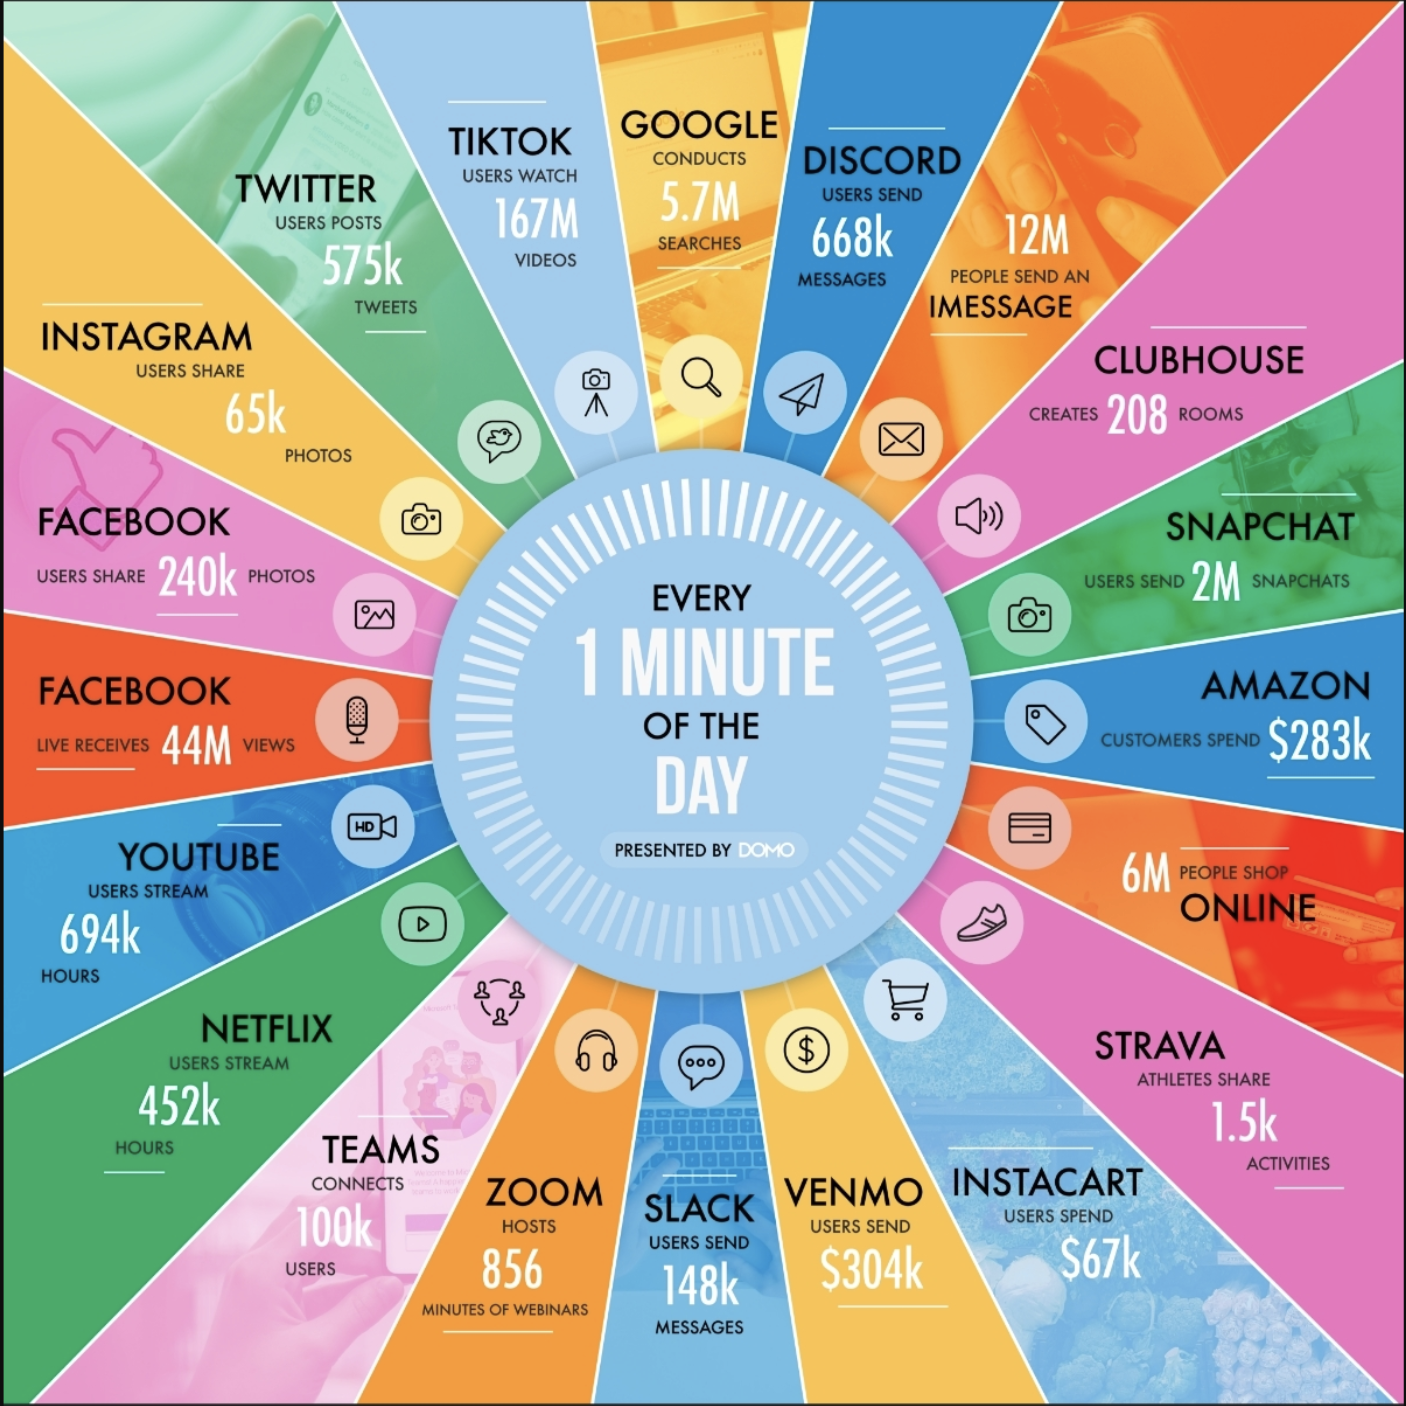 TIKTOK
USERS WATCH
167M
VIDEOS
GOOGLE
CONDUCTS
5.7M
SEARCHES
DISCORD
USERS SEND
668k
MESSAGES
12M
PEOPLE SEND AN
IMESSAGE
CLUBHOUSE
CREATES 208 ROOMS
SNAPCHAT
USERS SEND 2M SNAPCHATS
AMAZON
CUSTOMERS SPEND $283k
6M PEOPLE SHOP
ONLINE
STRAVA
ATHLETES SHARE
1.5k
ACTIVITIES
INSTACART
USERS SPEND
$67k
VENMO
USERS SEND
$304k
SLACK
USERS SEND
148k
MESSAGES
ZOOM
HOSTS
856
MINUTES OF WEBINARS
TEAMS
CONNECTS
100k
USERS
NETFLIX
USERS STREAM
452k
HOURS
YOUTUBE
USERS STREAM
694k
HOURS
HD
FACEBOOK
LIVE RECEIVES 44M VIEWS
FACEBOOK
USERS SHARE 240k PHOTOS
INSTAGRAM
USERS SHARE
65k
PHOTOS
TWITTER
USERS POSTS
575k
TWEETS
EVERY
1 MINUTE
OF THE
DAY
PRESENTED BY DOMO